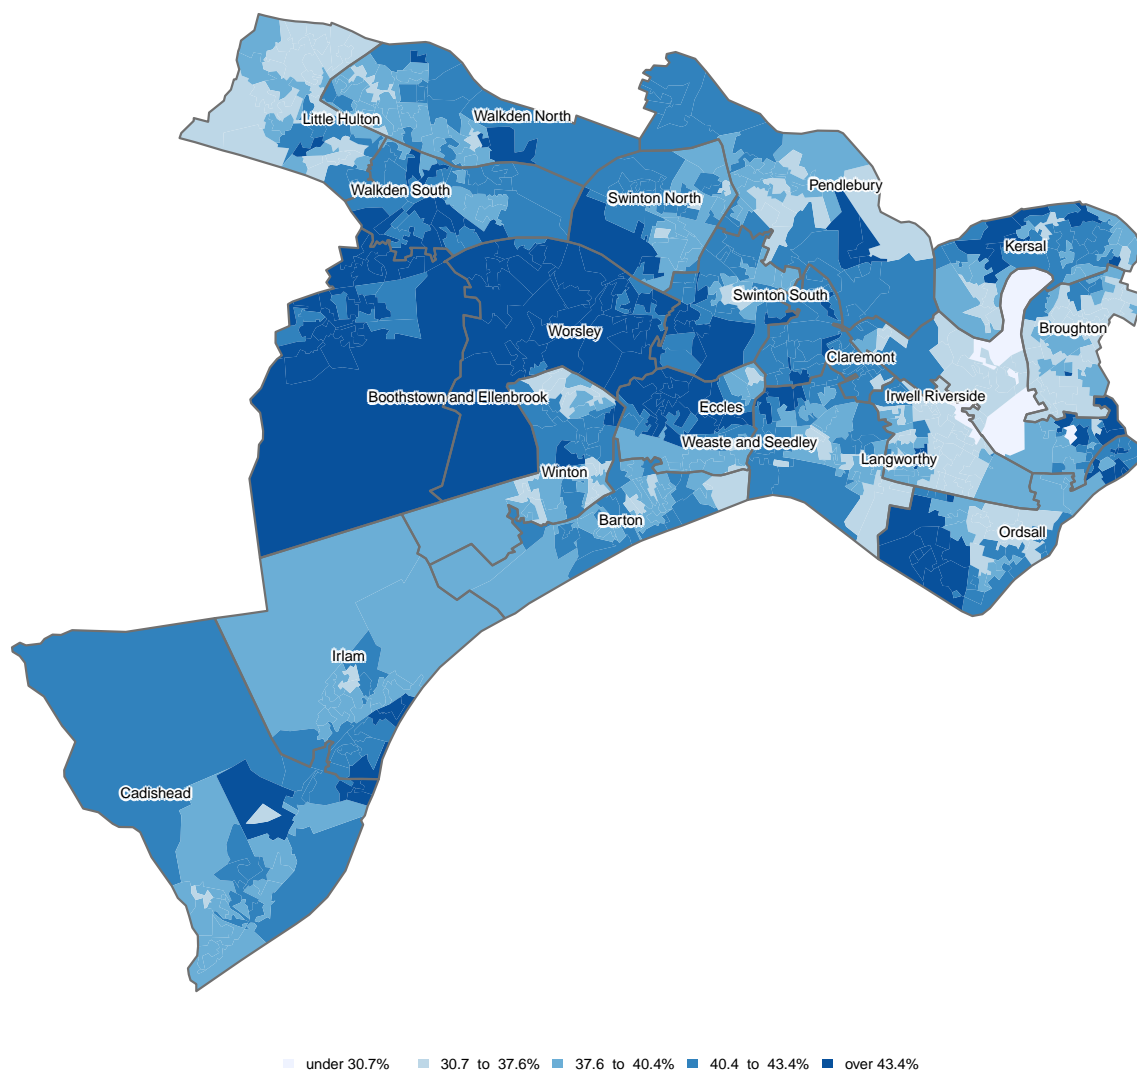 Little Hulton
Walkden North
Walkden South
Swinton North
Pendlebury
Kersal
Swinton South
Worsley
Broughton
Claremont
Boothstown and Ellenbrook
Irwell Riverside
Eccles
Weaste and Seedley
Langworthy
Winton
Barton
Ordsall
Irlam
Cadishead
under 30.7% 30.7 to 37.6% 37.6 to 40.4% 40.4 to 43.4% over 43.4%